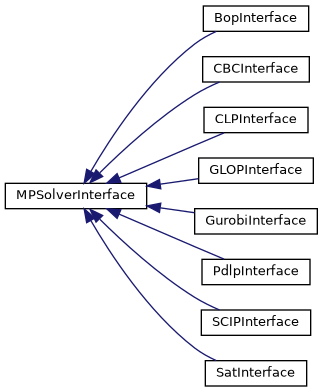 BopInterface
CBCInterface
CLPInterface
GLOPInterface
MPSolverInterface
GurobiInterface
PdlpInterface
SCIPInterface
SatInterface